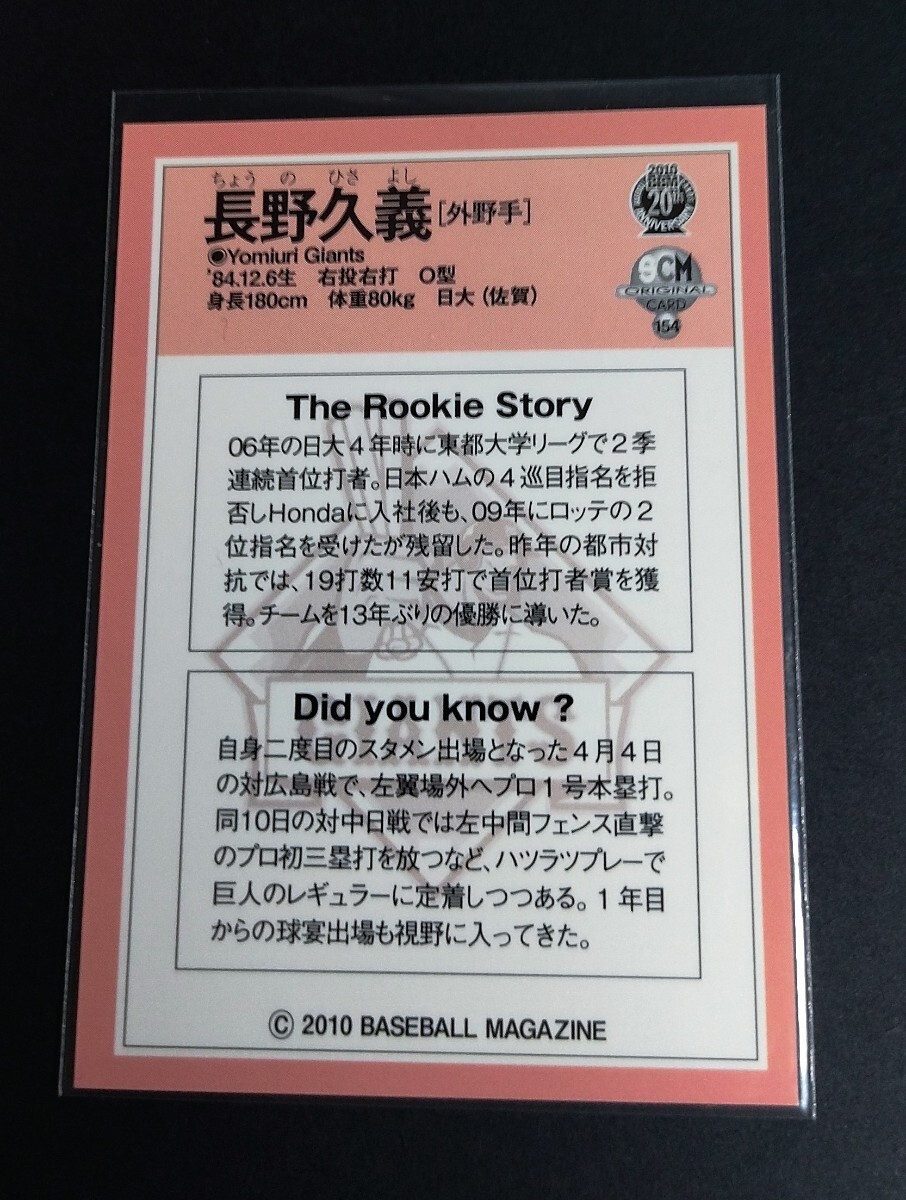 ちょうの ひさよし
長野久義[外野手]
◉Yomiuri Giants
'84.12.6生 右投右打 O型
身長180cm 体重80kg 日大(佐賀)
2010
BBM
20th
ANNIVERSARY
CM
ORIGINAL
CARD
154
The Rookie Story
06年の日大4年時に東都大学リーグで2季
連続首位打者。日本ハムの4巡目指名を拒
否しHondaに入社後も、09年にロッテの2
位指名を受けたが残留した。昨年の都市対
抗では、19打数11安打で首位打者賞を獲
得。チームを13年ぶりの優勝に導いた。
Did you know ?
自身二度目のスタメン出場となった4月4日
の対広島戦で、左翼場外へプロ1号本塁打。
同10日の対中日戦では左中間フェンス直撃
のプロ初三塁打を放つなど、ハツラツプレーで
巨人のレギュラーに定着しつつある。1年目
からの球宴出場も視野に入ってきた。
© 2010 BASEBALL MAGAZINE